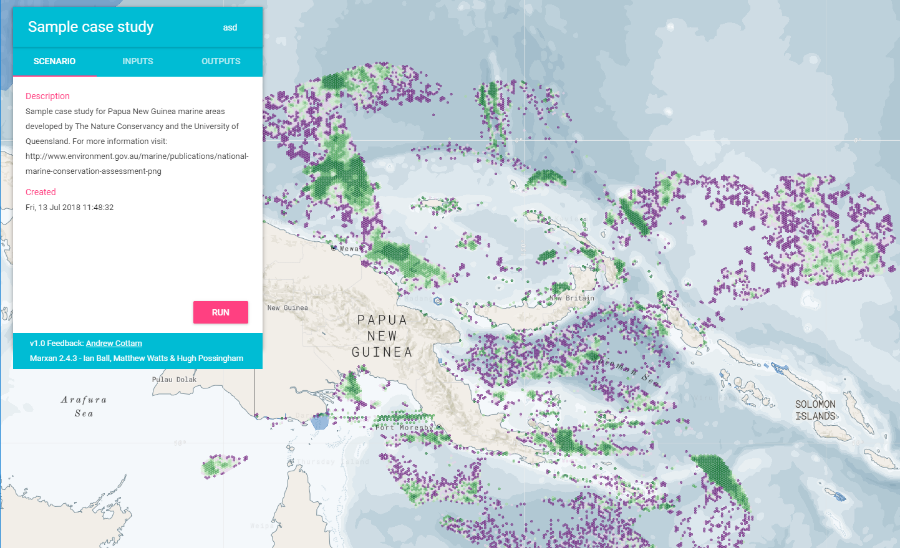 Sample case study
asd
SCENARIO
INPUTS
OUTPUTS
Description
Sample case study for Papua New Guinea marine areas
developed by The Nature Conservancy and the University of
Queensland. For more information visit:
http://www.environment.gov.au/marine/publications/national-
marine-conservation-assessment-png
Created
Fri, 13 Jul 2018 11:48:32
RUN
v1.0 Feedback: Andrew Cottam
Marxan 2.4.3 - Ian Ball, Matthew Watts & Hugh Possingham
New Britain
New Guinea
PAPUA
NEW
GUINEA
Pulau Dolak
Arafura
Sea
Port Moresby
SOLOMON
ISLANDS